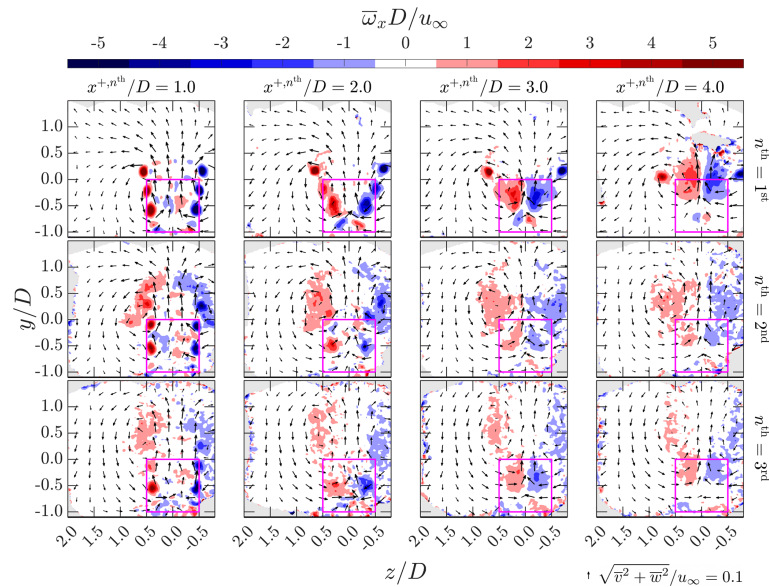 ω̅ₓD/u∞
-5 -4 -3 -2 -1 0 1 2 3 4 5
x⁺,ⁿᵗʰ/D = 1.0 x⁺,ⁿᵗʰ/D = 2.0 x⁺,ⁿᵗʰ/D = 3.0 x⁺,ⁿᵗʰ/D = 4.0
1.0
0.5
0.0
-0.5
-1.0
nᵗʰ = 1ˢᵗ
1.0
0.5
0.0
-0.5
-1.0
nᵗʰ = 2ⁿᵈ
y/D
1.0
0.5
0.0
-0.5
-1.0
nᵗʰ = 3ʳᵈ
2.0 1.5 1.0 0.5 0.0 -0.5 2.0 1.5 1.0 0.5 0.0 -0.5 2.0 1.5 1.0 0.5 0.0 -0.5 2.0 1.5 1.0 0.5 0.0 -0.5
z/D
↑ √(v̅² + w̅²)/u∞ = 0.1